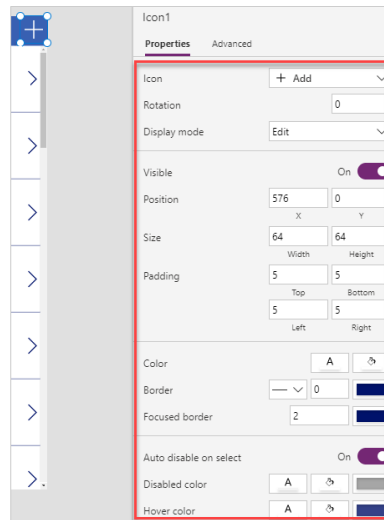 Icon1
Properties Advanced
Icon + Add
Rotation 0
Display mode Edit
Visible On
Position 576 0
X Y
Size 64 64
Width Height
Padding 5 5
Top Bottom
5 5
Left Right
Color A
Border 0
Focused border 2
Auto disable on select On
Disabled color A
Hover color A